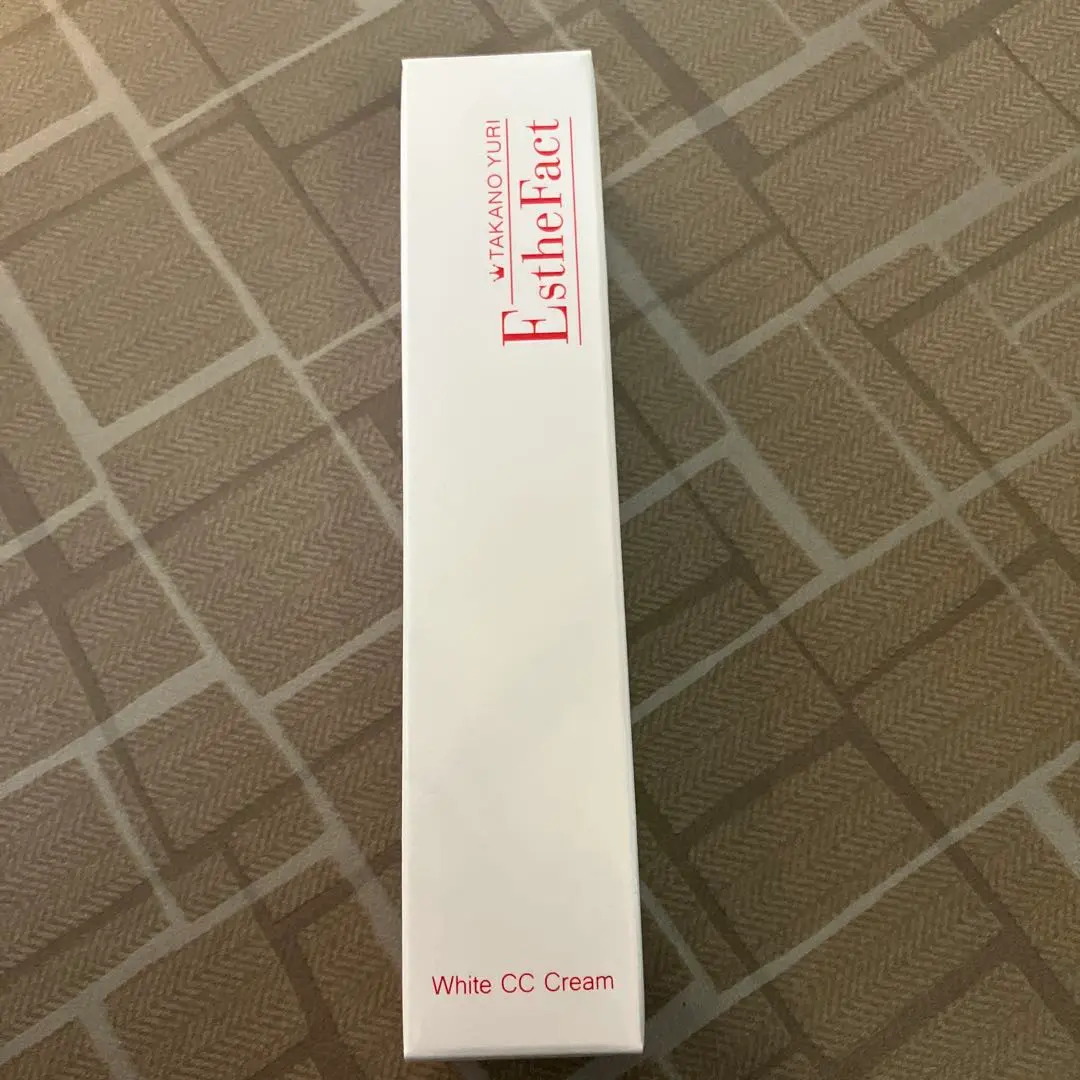 TAKANO YURI
EstheFact
White CC Cream